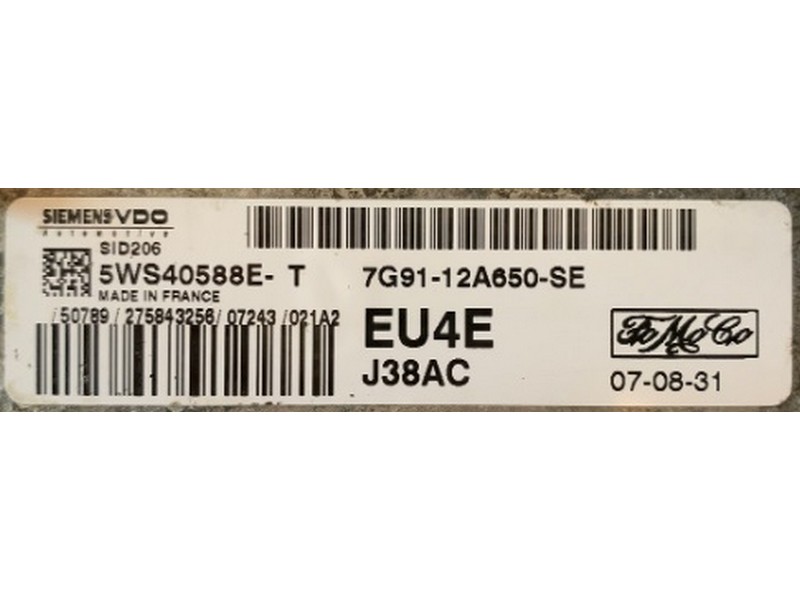 SIEMENS VDO
Automotive
SID206
5WS40588E- T
MADE IN FRANCE
/50789/275843256/07243/021A2
7G91-12A650-SE
EU4E
J38AC
FoMoCo
07-08-31